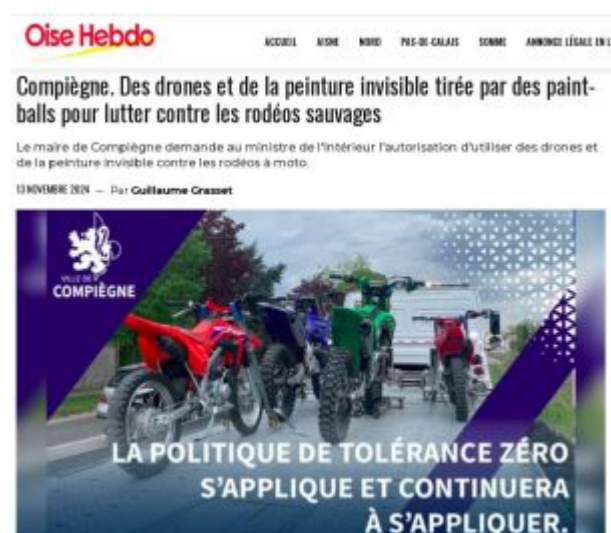 Oise Hebdo
ACCUEIL AISNE NORD PAS-DE-CALAIS SOMME ANNONCE LÉGALE EN L
Compiègne. Des drones et de la peinture invisible tirée par des paint-
balls pour lutter contre les rodéos sauvages
Le maire de Compiègne demande au ministre de l'Intérieur l'autorisation d'utiliser des drones et
de la peinture invisible contre les rodéos à moto.
13 NOVEMBRE 2024 — Par Guillaume Grasset
VILLE DE
COMPIÈGNE
LA POLITIQUE DE TOLÉRANCE ZÉRO
S'APPLIQUE ET CONTINUERA
À S'APPLIQUER.